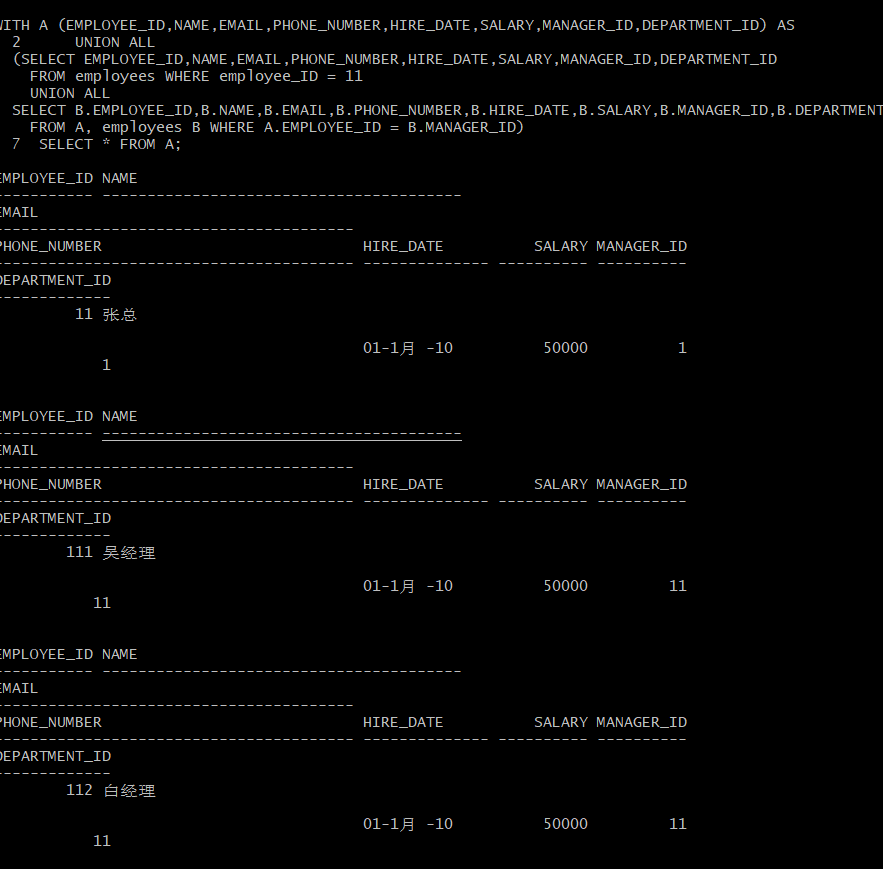 WITH A (EMPLOYEE_ID,NAME,EMAIL,PHONE_NUMBER,HIRE_DATE,SALARY,MANAGER_ID,DEPARTMENT_ID) AS
2      UNION ALL
(SELECT EMPLOYEE_ID,NAME,EMAIL,PHONE_NUMBER,HIRE_DATE,SALARY,MANAGER_ID,DEPARTMENT_ID
FROM employees WHERE employee_ID = 11
UNION ALL
SELECT B.EMPLOYEE_ID,B.NAME,B.EMAIL,B.PHONE_NUMBER,B.HIRE_DATE,B.SALARY,B.MANAGER_ID,B.DEPARTMENT
FROM A, employees B WHERE A.EMPLOYEE_ID = B.MANAGER_ID)
7  SELECT * FROM A;
EMPLOYEE_ID NAME
----------- ----------------------------------------
EMAIL
----------------------------------------
PHONE_NUMBER                             HIRE_DATE          SALARY MANAGER_ID
---------------------------------------- -------------- ---------- ----------
DEPARTMENT_ID
-------------
11 张总
01-1月 -10          50000          1
1
EMPLOYEE_ID NAME
----------- ----------------------------------------
EMAIL
----------------------------------------
PHONE_NUMBER                             HIRE_DATE          SALARY MANAGER_ID
---------------------------------------- -------------- ---------- ----------
DEPARTMENT_ID
-------------
111 吴经理
01-1月 -10          50000         11
11
EMPLOYEE_ID NAME
----------- ----------------------------------------
EMAIL
----------------------------------------
PHONE_NUMBER                             HIRE_DATE          SALARY MANAGER_ID
---------------------------------------- -------------- ---------- ----------
DEPARTMENT_ID
-------------
112 白经理
01-1月 -10          50000         11
11